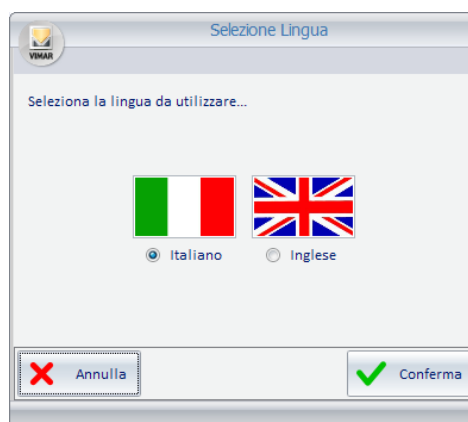 Selezione Lingua
VIMAR
Seleziona la lingua da utilizzare...
Italiano
Inglese
Annulla
Conferma